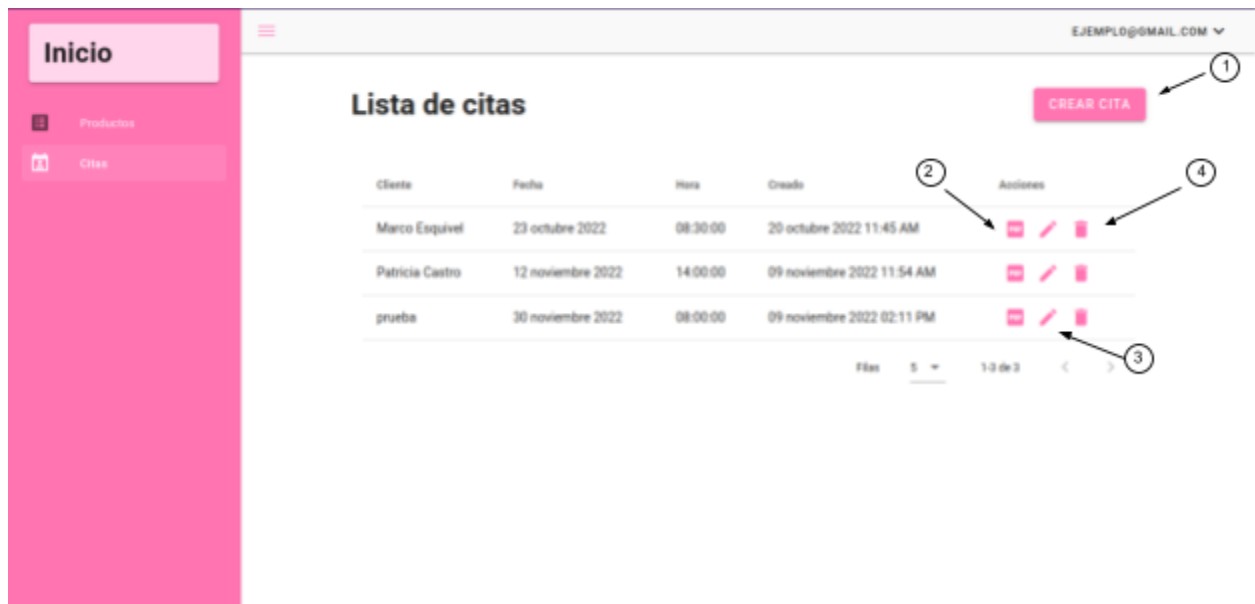 Inicio
EJEMPLO@GMAIL.COM
1
Lista de citas
CREAR CITA
Productos
Citas
2
4
Cliente Fecha Hora Creado Acciones
Marco Esquivel 23 octubre 2022 08:30:00 20 octubre 2022 11:45 AM PDF
Patricia Castro 12 noviembre 2022 14:00:00 09 noviembre 2022 11:54 AM PDF
prueba 30 noviembre 2022 08:00:00 09 noviembre 2022 02:11 PM PDF
3
Filas 5 1-3 de 3